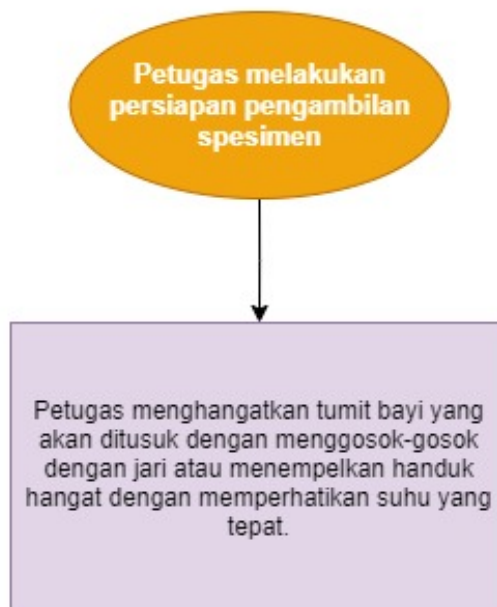 Petugas melakukan
persiapan pengambilan
spesimen
Petugas menghangatkan tumit bayi yang
akan ditusuk dengan menggosok-gosok
dengan jari atau menempelkan handuk
hangat dengan memperhatikan suhu yang
tepat.